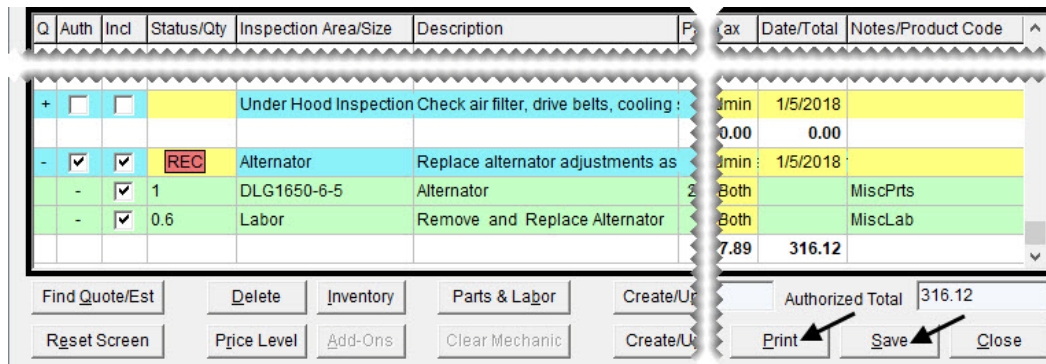 Q Auth Incl Status/Qty Inspection Area/Size Description P ax Date/Total Notes/Product Code
+ Under Hood Inspection Check air filter, drive belts, cooling dmin 1/5/2018
0.00 0.00
- REC Alternator Replace alternator adjustments as dmin 1/5/2018
- 1 DLG1650-6-5 Alternator 2 Both MiscPrts
- 0.6 Labor Remove and Replace Alternator Both MiscLab
7.89 316.12
Find Quote/Est Delete Inventory Parts & Labor Create/Up Authorized Total 316.12
Reset Screen Price Level Add-Ons Clear Mechanic Create/U Print Save Close